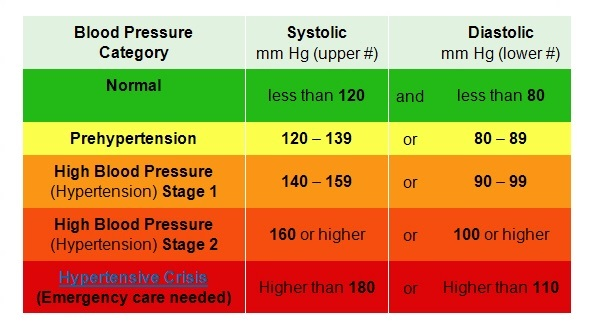 Blood Pressure Category Systolic mm Hg (upper #) Diastolic mm Hg (lower #)
Normal less than 120 and less than 80
Prehypertension 120 – 139 or 80 – 89
High Blood Pressure (Hypertension) Stage 1 140 – 159 or 90 – 99
High Blood Pressure (Hypertension) Stage 2 160 or higher or 100 or higher
Hypertensive Crisis (Emergency care needed) Higher than 180 or Higher than 110